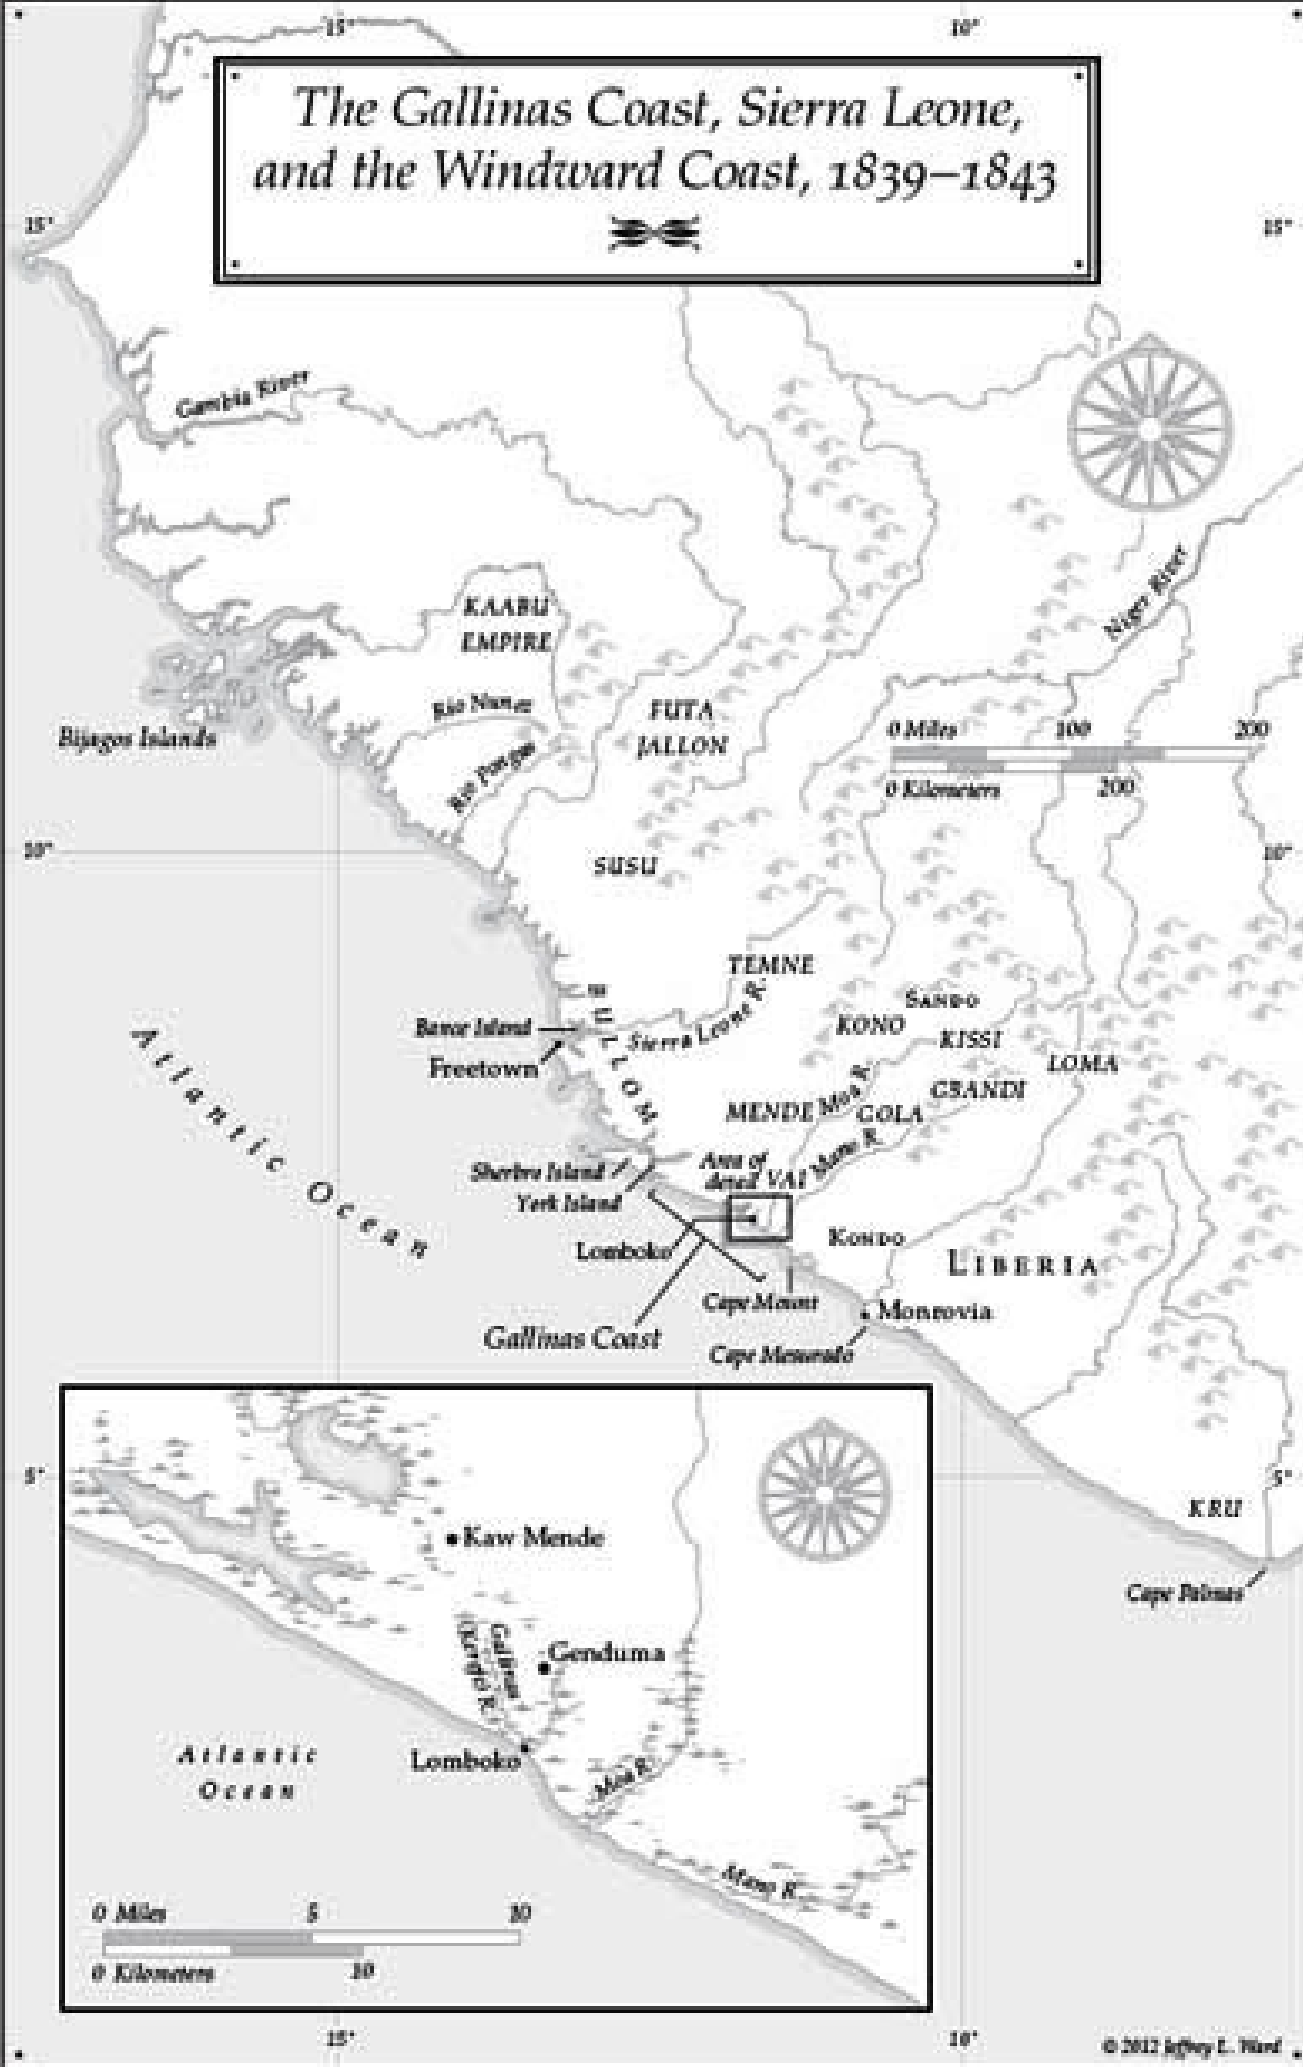 15°
10°
The Gallinas Coast, Sierra Leone,
and the Windward Coast, 1839–1843
15°
15°
Gambia River
Niger River
KAABU
EMPIRE
Rio Nunez
FUTA
JALLON
Bijagos Islands
Rio Pongas
0 Miles
100
200
0 Kilometers
200
10°
10°
SUSU
TEMNE
SANDO
KONO
KISSI
BULLOM
Sierra Leone R.
Freetown
LOMA
GBANDI
MENDE
Moa R.
GOLA
Atlantic Ocean
Area of
detail
VAI
Mano R.
Sherbro Island
York Island
Lomboko
KONDO
LIBERIA
Cape Mount
Monrovia
Gallinas Coast
Cape Mesurado
5°
5°
KRU
Cape Palmas
Kaw Mende
Gallinas
Genduma
Atlantic
Ocean
Lomboko
Moa R.
Mano R.
0 Miles
5
10
0 Kilometers
10
15°
10°
© 2012 Jeffrey L. Ward